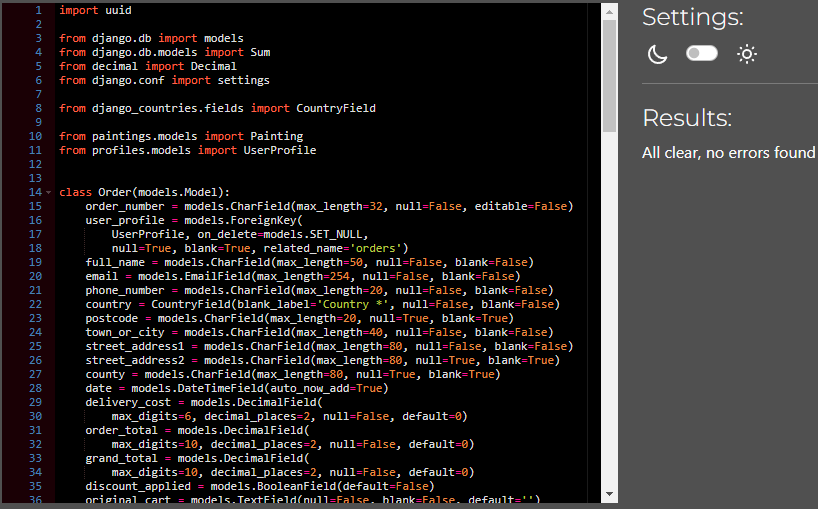 1 import uuid
2
3 from django.db import models
4 from django.db.models import Sum
5 from decimal import Decimal
6 from django.conf import settings
7
8 from django_countries.fields import CountryField
9
10 from paintings.models import Painting
11 from profiles.models import UserProfile
12
13
14 class Order(models.Model):
15     order_number = models.CharField(max_length=32, null=False, editable=False)
16     user_profile = models.ForeignKey(
17         UserProfile, on_delete=models.SET_NULL,
18         null=True, blank=True, related_name='orders')
19     full_name = models.CharField(max_length=50, null=False, blank=False)
20     email = models.EmailField(max_length=254, null=False, blank=False)
21     phone_number = models.CharField(max_length=20, null=False, blank=False)
22     country = CountryField(blank_label='Country *', null=False, blank=False)
23     postcode = models.CharField(max_length=20, null=True, blank=True)
24     town_or_city = models.CharField(max_length=40, null=False, blank=False)
25     street_address1 = models.CharField(max_length=80, null=False, blank=False)
26     street_address2 = models.CharField(max_length=80, null=True, blank=True)
27     county = models.CharField(max_length=80, null=True, blank=True)
28     date = models.DateTimeField(auto_now_add=True)
29     delivery_cost = models.DecimalField(
30         max_digits=6, decimal_places=2, null=False, default=0)
31     order_total = models.DecimalField(
32         max_digits=10, decimal_places=2, null=False, default=0)
33     grand_total = models.DecimalField(
34         max_digits=10, decimal_places=2, null=False, default=0)
35     discount_applied = models.BooleanField(default=False)
36     original_cart = models.TextField(null=False, blank=False, default='')
Settings:
Results:
All clear, no errors found